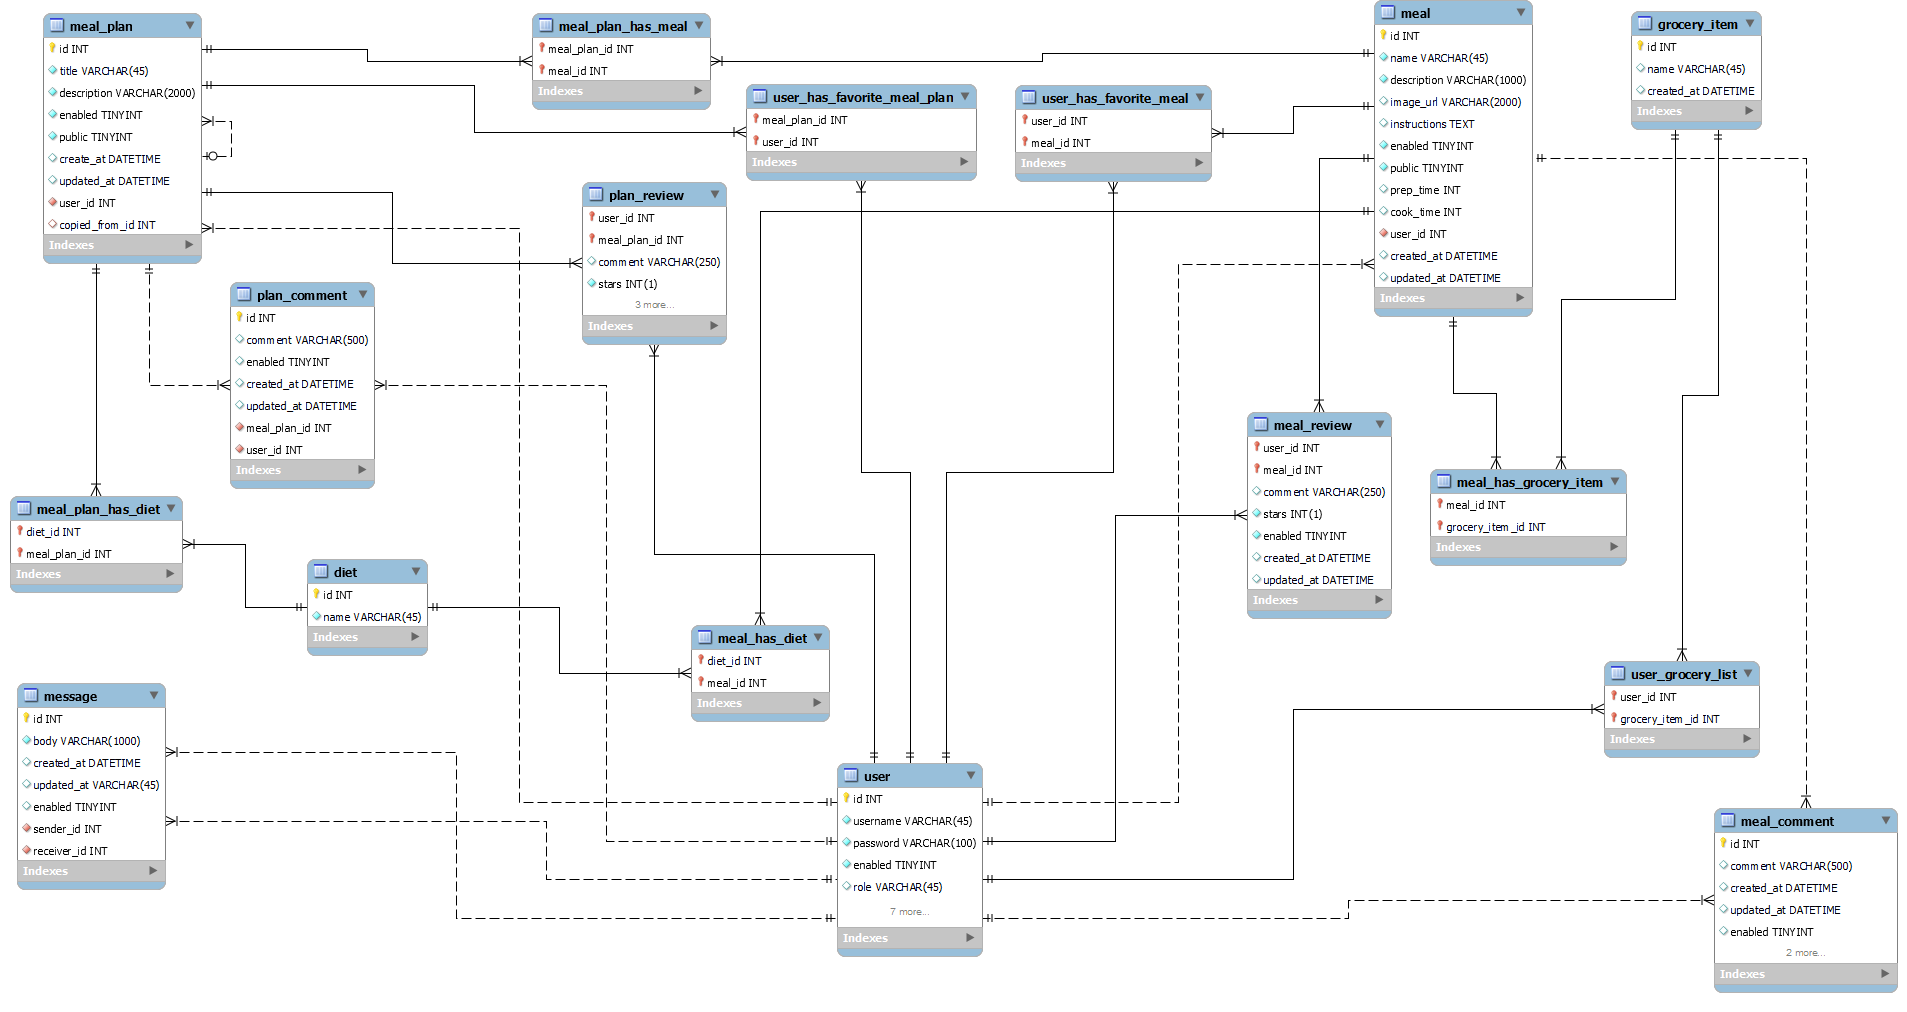 meal_plan
id INT
title VARCHAR(45)
description VARCHAR(2000)
enabled TINYINT
public TINYINT
create_at DATETIME
updated_at DATETIME
user_id INT
copied_from_id INT
Indexes
meal_plan_has_meal
meal_plan_id INT
meal_id INT
Indexes
user_has_favorite_meal_plan
meal_plan_id INT
user_id INT
Indexes
user_has_favorite_meal
user_id INT
meal_id INT
Indexes
meal
id INT
name VARCHAR(45)
description VARCHAR(1000)
image_url VARCHAR(2000)
instructions TEXT
enabled TINYINT
public TINYINT
prep_time INT
cook_time INT
user_id INT
created_at DATETIME
updated_at DATETIME
Indexes
grocery_item
id INT
name VARCHAR(45)
created_at DATETIME
Indexes
plan_review
user_id INT
meal_plan_id INT
comment VARCHAR(250)
stars INT(1)
3 more...
Indexes
plan_comment
id INT
comment VARCHAR(500)
enabled TINYINT
created_at DATETIME
updated_at DATETIME
meal_plan_id INT
user_id INT
Indexes
meal_review
user_id INT
meal_id INT
comment VARCHAR(250)
stars INT(1)
enabled TINYINT
created_at DATETIME
updated_at DATETIME
Indexes
meal_has_grocery_item
meal_id INT
grocery_item_id INT
Indexes
meal_plan_has_diet
diet_id INT
meal_plan_id INT
Indexes
diet
id INT
name VARCHAR(45)
Indexes
meal_has_diet
diet_id INT
meal_id INT
Indexes
user_grocery_list
user_id INT
grocery_item_id INT
Indexes
message
id INT
body VARCHAR(1000)
created_at DATETIME
updated_at VARCHAR(45)
enabled TINYINT
sender_id INT
receiver_id INT
Indexes
user
id INT
username VARCHAR(45)
password VARCHAR(100)
enabled TINYINT
role VARCHAR(45)
7 more...
Indexes
meal_comment
id INT
comment VARCHAR(500)
created_at DATETIME
updated_at DATETIME
enabled TINYINT
2 more...
Indexes